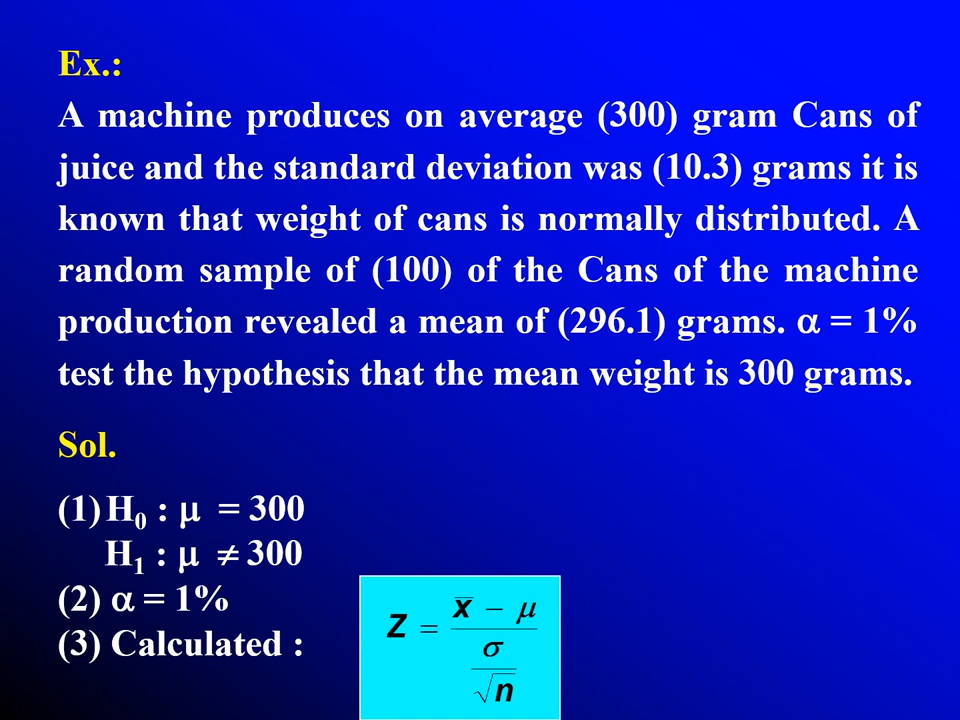 Ex.:
A machine produces on average (300) gram Cans of
juice and the standard deviation was (10.3) grams it is
known that weight of cans is normally distributed. A
random sample of (100) of the Cans of the machine
production revealed a mean of (296.1) grams. α = 1%
test the hypothesis that the mean weight is 300 grams.
Sol.
(1) H₀ : μ = 300
H₁ : μ ≠ 300
(2) α = 1%
(3) Calculated :
Z = (x̄ − μ) / (σ / √n)